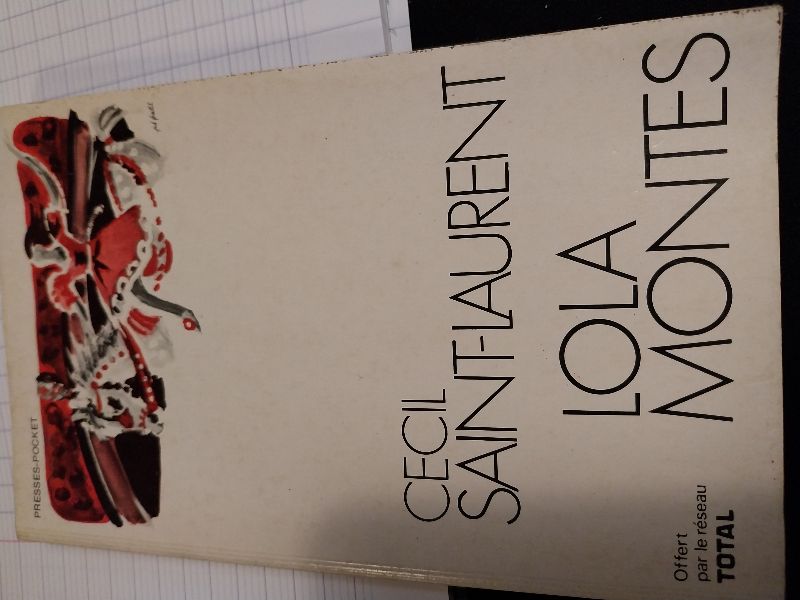 PRESSES-POCKET
CECIL
SAINT-LAURENT
LOLA
MONTES
Offert
par le réseau
TOTAL